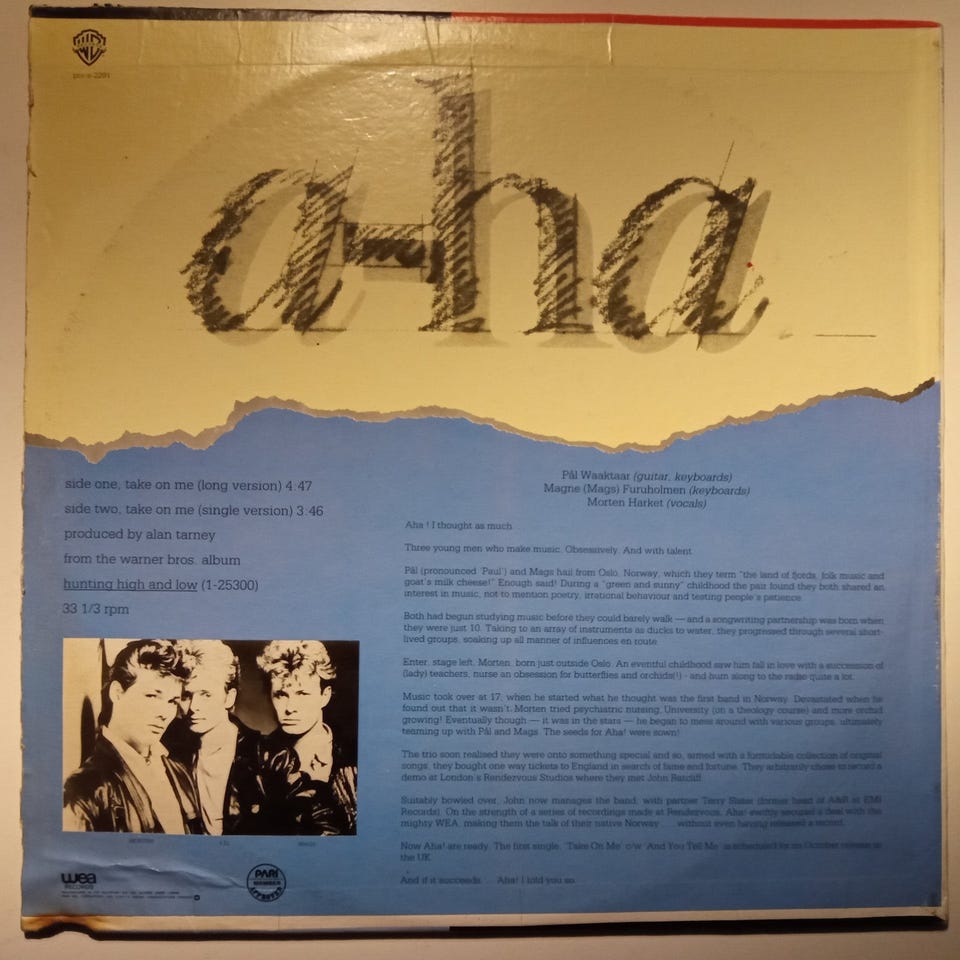 pro-a-2291
a-ha
side one, take on me (long version) 4:47
side two, take on me (single version) 3:46
produced by alan tarney
from the warner bros. album
hunting high and low (1-25300)
33 1/3 rpm
Pål Waaktaar (guitar, keyboards)
Magne (Mags) Furuholmen (keyboards)
Morten Harket (vocals)
Aha ! I thought as much.
Three young men who make music. Obsessively. And with talent.
Pål (pronounced 'Paul') and Mags hail from Oslo, Norway, which they term "the land of fjords, folk music and
goat's milk cheese!" Enough said! During a "green and sunny" childhood the pair found they both shared an
interest in music, not to mention poetry, irrational behaviour and testing people's patience.
Both had begun studying music before they could barely walk — and a songwriting partnership was born when
they were just 10. Taking to an array of instruments as ducks to water, they progressed through several short-
lived groups, soaking up all manner of influences en route.
Enter, stage left, Morten, born just outside Oslo. An eventful childhood saw him fall in love with a succession of
(lady) teachers, nurse an obsession for butterflies and orchids(!) - and hum along to the radio quite a lot.
Music took over at 17, when he started what he thought was the first band in Norway. Devastated when he
found out that it wasn't, Morten tried psychiatric nursing, University (on a theology course) and more orchid
growing! Eventually though — it was in the stars — he began to mess around with various groups, ultimately
teaming up with Pål and Mags. The seeds for Aha! were sown!
The trio soon realised they were onto something special and so, armed with a formidable collection of original
songs, they bought one way tickets to England in search of fame and fortune. They arbitrarily chose to record a
demo at London's Rendezvous Studios where they met John Ratcliff.
Suitably bowled over, John now manages the band, with partner Terry Slater (former head of A&R at EMI
Records). On the strength of a series of recordings made at Rendezvous, Aha! swiftly secured a deal with the
mighty WEA, making them the talk of their native Norway . . . without even having released a record.
Now Aha! are ready. The first single, 'Take On Me' c/w 'And You Tell Me' is scheduled for an October release in
the UK.
And if it succeeds . . . Aha! I told you so.
MORTEN
PÅL
MAGS
wea
RECORDS
PARI
MEMBER
APPROVED